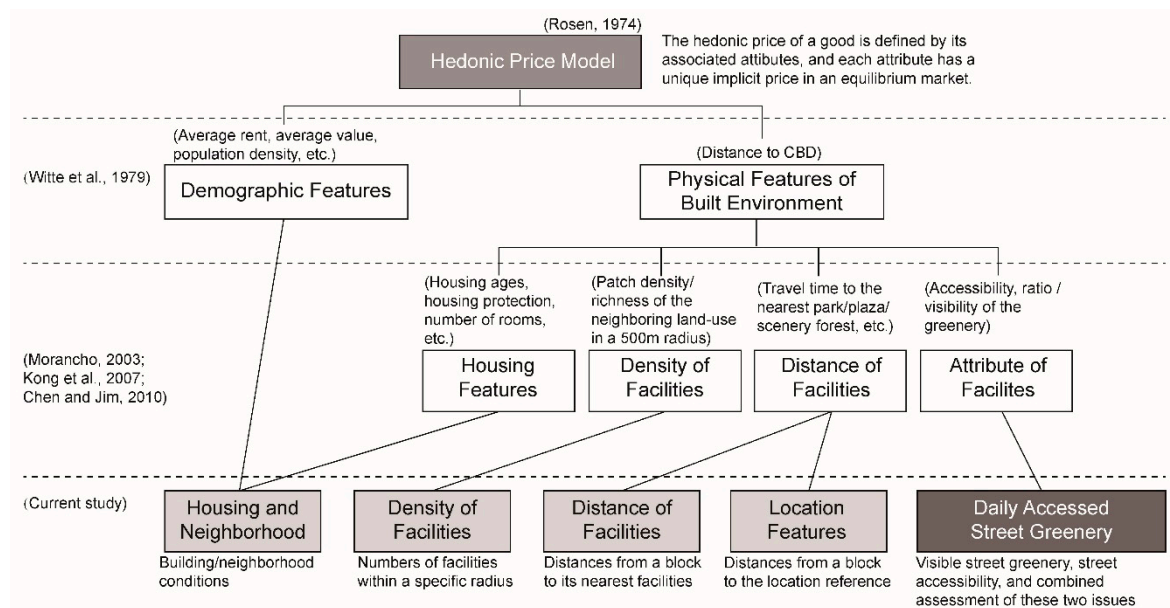 (Rosen, 1974)
Hedonic Price Model
The hedonic price of a good is defined by its
associated attibutes, and each attribute has a
unique implicit price in an equilibrium market.
(Witte et al., 1979)
(Average rent, average value,
population density, etc.)
Demographic Features
(Distance to CBD)
Physical Features of
Built Environment
(Morancho, 2003;
Kong et al., 2007;
Chen and Jim, 2010)
(Housing ages,
housing protection,
number of rooms,
etc.)
Housing
Features
(Patch density/
richness of the
neighboring land-use
in a 500m radius)
Density of
Facilities
(Travel time to the
nearest park/plaza/
scenery forest, etc.)
Distance of
Facilities
(Accessibility, ratio /
visibility of the
greenery)
Attribute of
Facilites
(Current study)
Housing and
Neighborhood
Building/neighborhood
conditions
Density of
Facilities
Numbers of facilities
within a specific radius
Distance of
Facilities
Distances from a block
to its nearest facilities
Location
Features
Distances from a block
to the location reference
Daily Accessed
Street Greenery
Visible street greenery, street
accessibility, and combined
assessment of these two issues